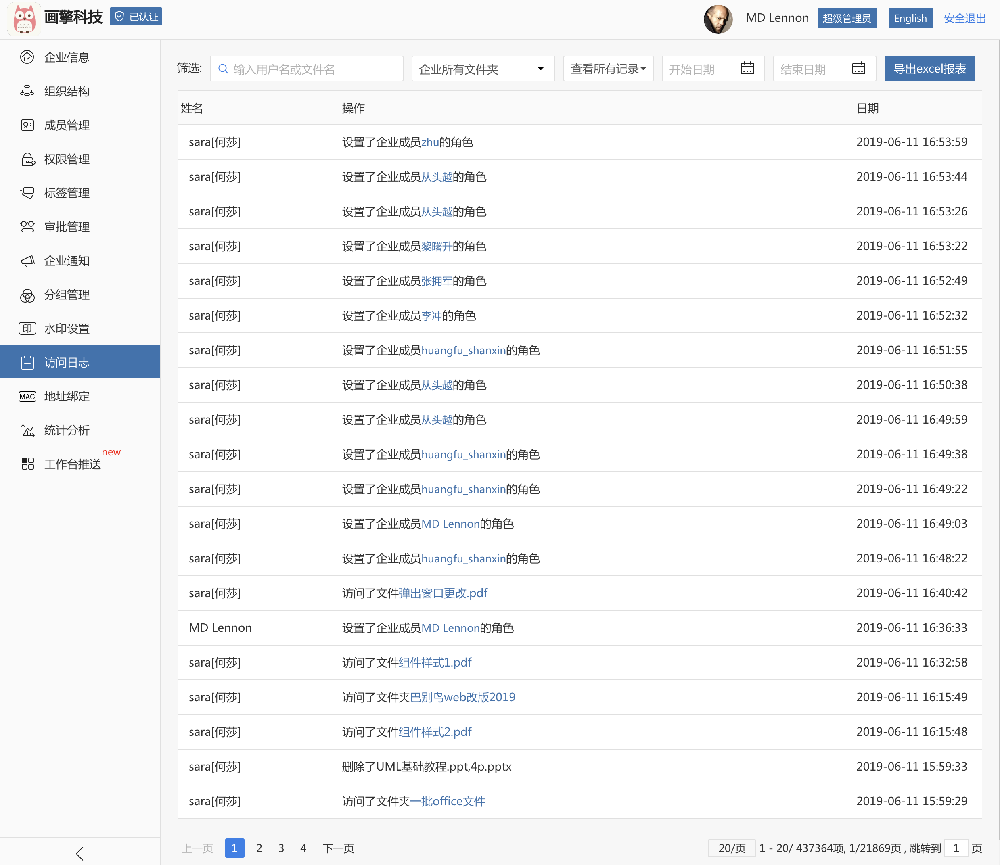 画擎科技 已认证 MD Lennon 超级管理员 English 安全退出
企业信息
组织结构
成员管理
权限管理
标签管理
审批管理
企业通知
分组管理
印 水印设置
访问日志
MAC 地址绑定
统计分析
工作台推送 new
筛选: 输入用户名或文件名 企业所有文件夹 查看所有记录 开始日期 结束日期 导出excel报表
姓名 操作 日期
sara[何莎] 设置了企业成员zhu的角色 2019-06-11 16:53:59
sara[何莎] 设置了企业成员从头越的角色 2019-06-11 16:53:44
sara[何莎] 设置了企业成员从头越的角色 2019-06-11 16:53:26
sara[何莎] 设置了企业成员黎曙升的角色 2019-06-11 16:53:22
sara[何莎] 设置了企业成员张拥军的角色 2019-06-11 16:52:49
sara[何莎] 设置了企业成员李冲的角色 2019-06-11 16:52:32
sara[何莎] 设置了企业成员huangfu_shanxin的角色 2019-06-11 16:51:55
sara[何莎] 设置了企业成员从头越的角色 2019-06-11 16:50:38
sara[何莎] 设置了企业成员从头越的角色 2019-06-11 16:49:59
sara[何莎] 设置了企业成员huangfu_shanxin的角色 2019-06-11 16:49:38
sara[何莎] 设置了企业成员huangfu_shanxin的角色 2019-06-11 16:49:22
sara[何莎] 设置了企业成员MD Lennon的角色 2019-06-11 16:49:03
sara[何莎] 设置了企业成员huangfu_shanxin的角色 2019-06-11 16:48:22
sara[何莎] 访问了文件弹出窗口更改.pdf 2019-06-11 16:40:42
MD Lennon 设置了企业成员MD Lennon的角色 2019-06-11 16:36:33
sara[何莎] 访问了文件组件样式1.pdf 2019-06-11 16:32:58
sara[何莎] 访问了文件夹巴别鸟web改版2019 2019-06-11 16:15:49
sara[何莎] 访问了文件组件样式2.pdf 2019-06-11 16:15:48
sara[何莎] 删除了UML基础教程.ppt,4p.pptx 2019-06-11 15:59:33
sara[何莎] 访问了文件夹一批office文件 2019-06-11 15:59:29
上一页 1 2 3 4 下一页 20/页 1 - 20/ 437364项, 1/21869页 , 跳转到 1 页